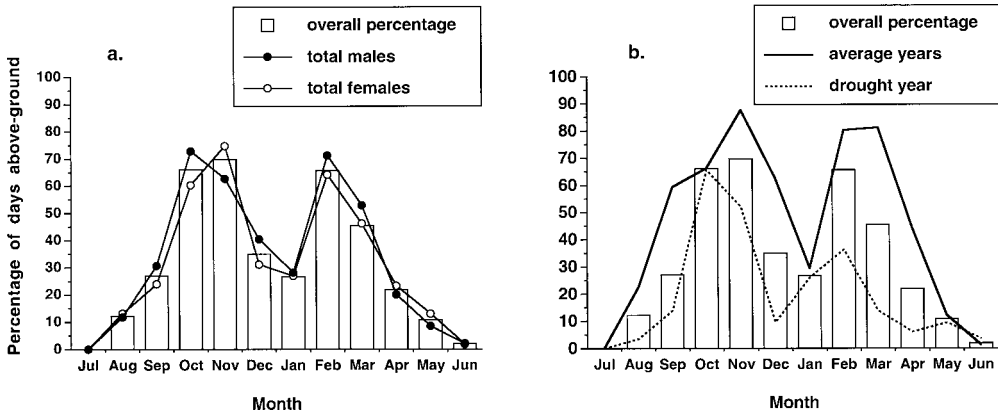 a.
overall percentage
total males
total females
Percentage of days above-ground
100
90
80
70
60
50
40
30
20
10
0
Jul Aug Sep Oct Nov Dec Jan Feb Mar Apr May Jun
Month
b.
overall percentage
average years
drought year
100
90
80
70
60
50
40
30
20
10
0
Jul Aug Sep Oct Nov Dec Jan Feb Mar Apr May Jun
Month